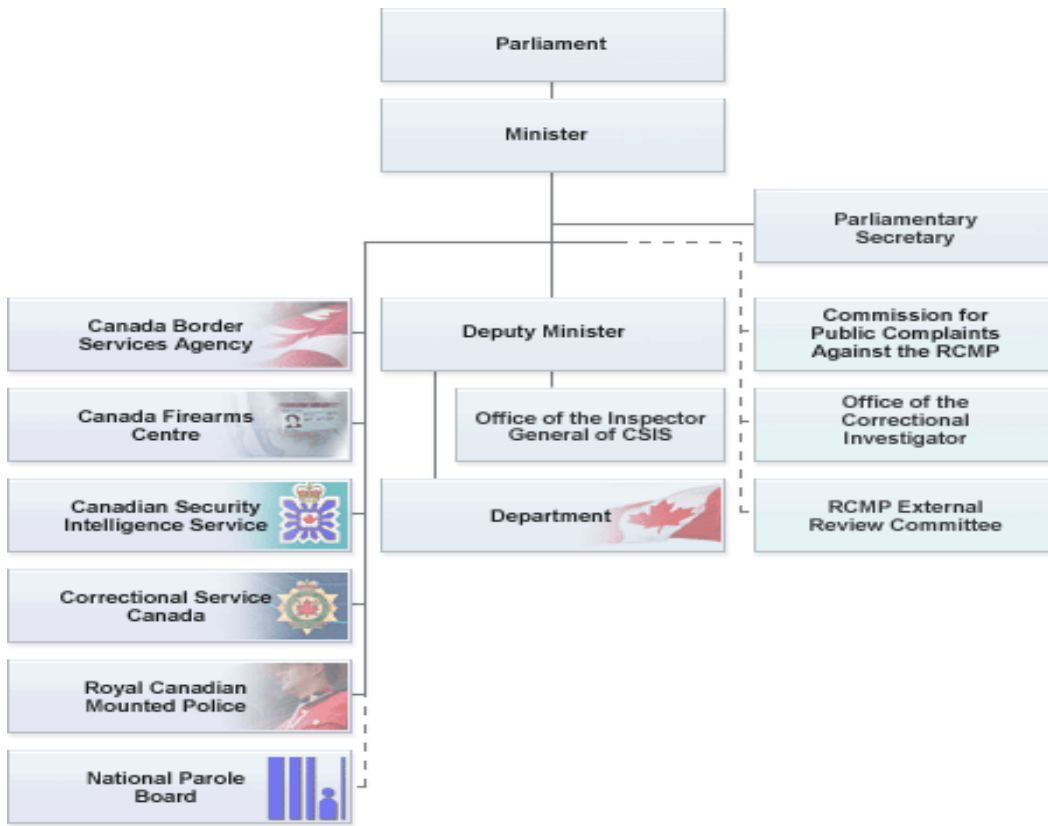 Parliament
Minister
Parliamentary
Secretary
Canada Border
Services Agency
Deputy Minister
Commission for
Public Complaints
Against the RCMP
Canada Firearms
Centre
Office of the Inspector
General of CSIS
Office of the
Correctional
Investigator
Canadian Security
Intelligence Service
Department
RCMP External
Review Committee
Correctional Service
Canada
Royal Canadian
Mounted Police
National Parole
Board